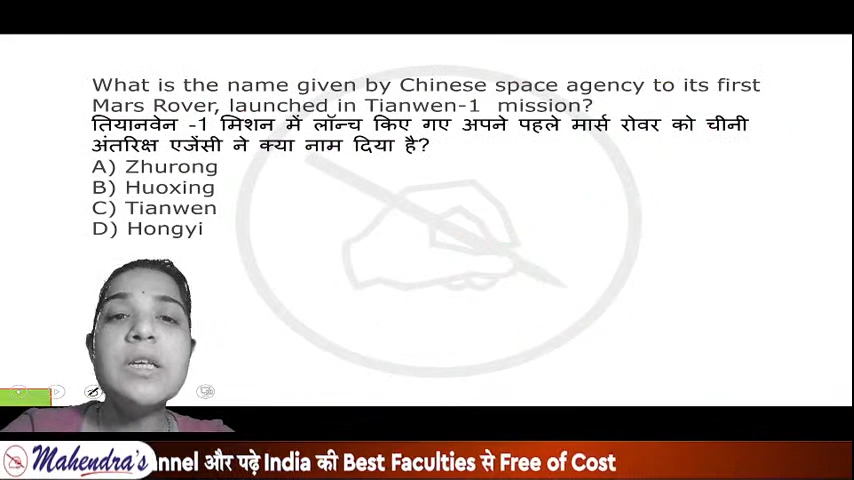 What is the name given by Chinese space agency to its first
Mars Rover, launched in Tianwen-1 mission?
तियानवेन -1 मिशन में लॉन्च किए गए अपने पहले मार्स रोवर को चीनी
अंतरिक्ष एजेंसी ने क्या नाम दिया है?
A) Zhurong
B) Huoxing
C) Tianwen
D) Hongyi
Mahendra's nnel और पढ़े India की Best Faculties से Free of Cost